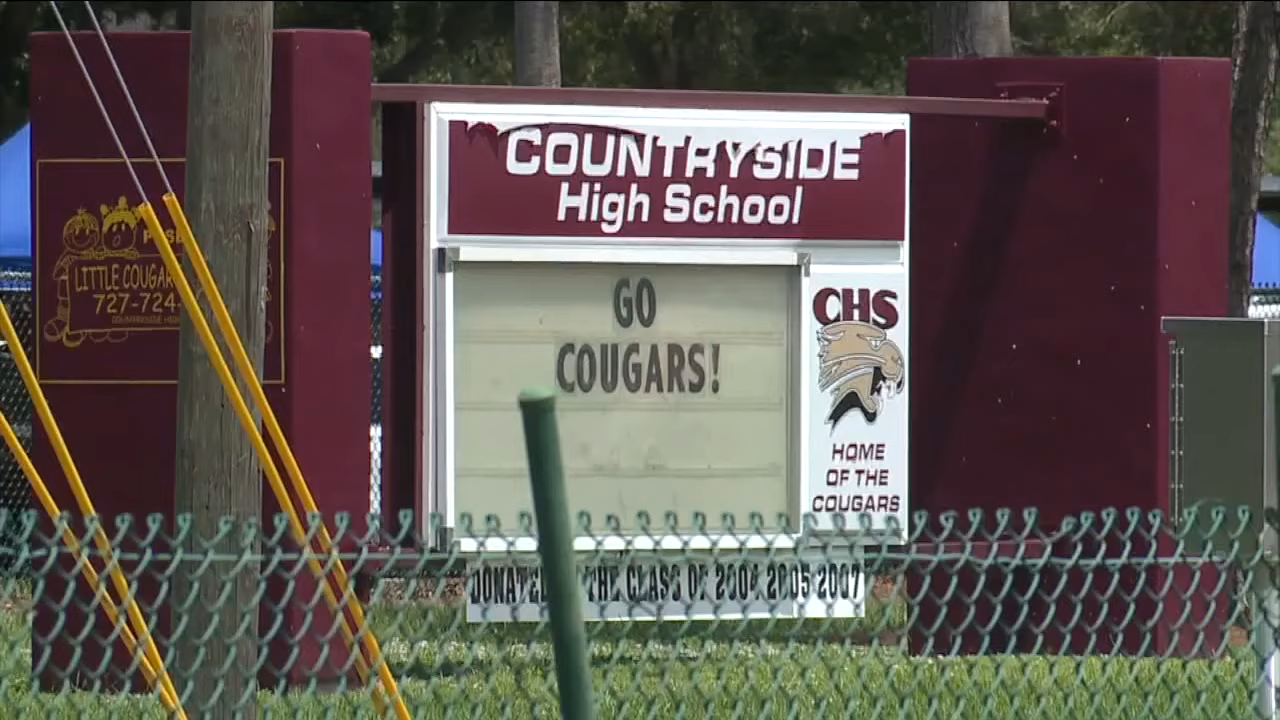 COUNTRYSIDE
High School
GO
COUGARS!
CHS
HOME
OF THE
COUGARS
DONATED THE CLASS OF 2004 2005 2007
LITTLE COUGAR
727-724-